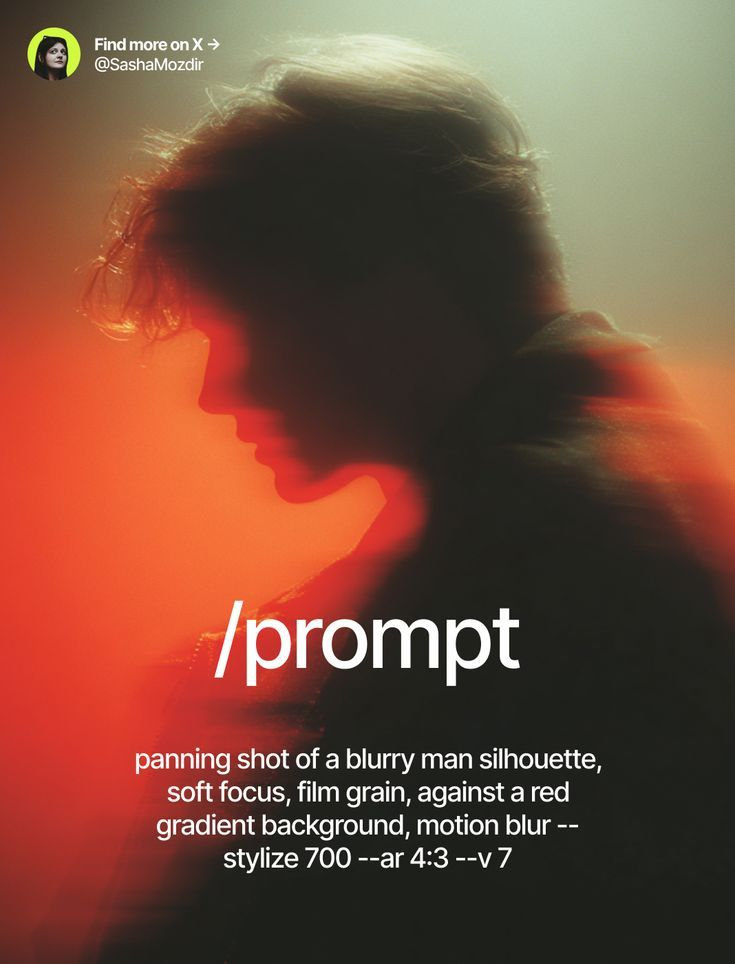 Find more on X →
@SashaMozdir
/prompt
panning shot of a blurry man silhouette,
soft focus, film grain, against a red
gradient background, motion blur --
stylize 700 --ar 4:3 --v 7